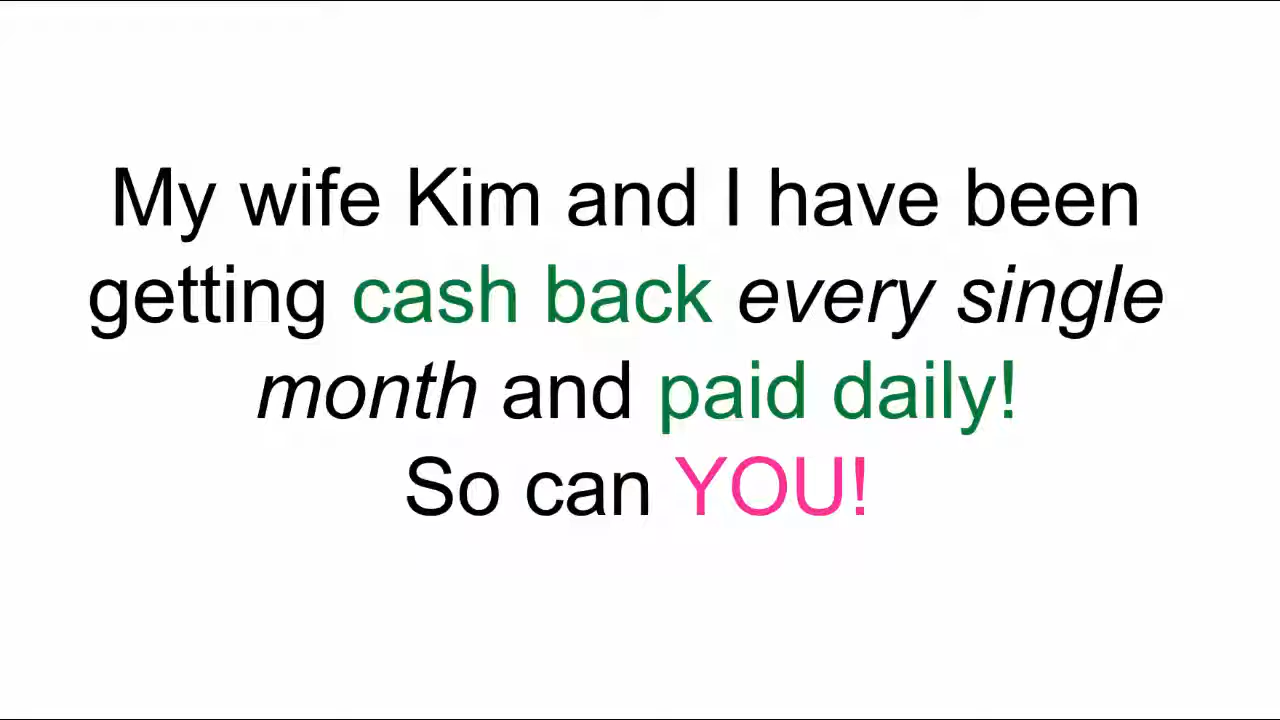 My wife Kim and I have been
getting cash back every single
month and paid daily!
So can YOU!